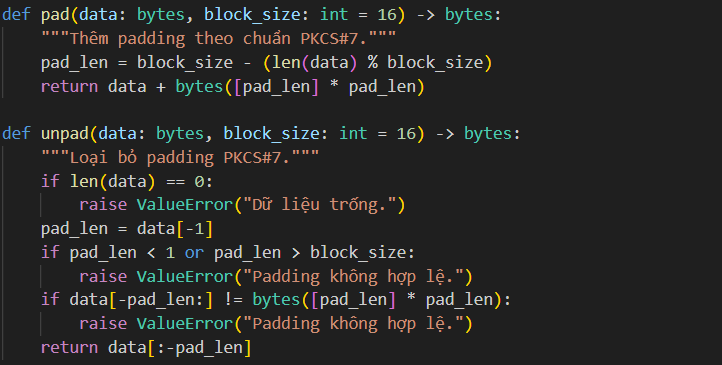 def pad(data: bytes, block_size: int = 16) -> bytes:
    """Thêm padding theo chuẩn PKCS#7."""
    pad_len = block_size - (len(data) % block_size)
    return data + bytes([pad_len] * pad_len)

def unpad(data: bytes, block_size: int = 16) -> bytes:
    """Loại bỏ padding PKCS#7."""
    if len(data) == 0:
        raise ValueError("Dữ liệu trống.")
    pad_len = data[-1]
    if pad_len < 1 or pad_len > block_size:
        raise ValueError("Padding không hợp lệ.")
    if data[-pad_len:] != bytes([pad_len] * pad_len):
        raise ValueError("Padding không hợp lệ.")
    return data[:-pad_len]